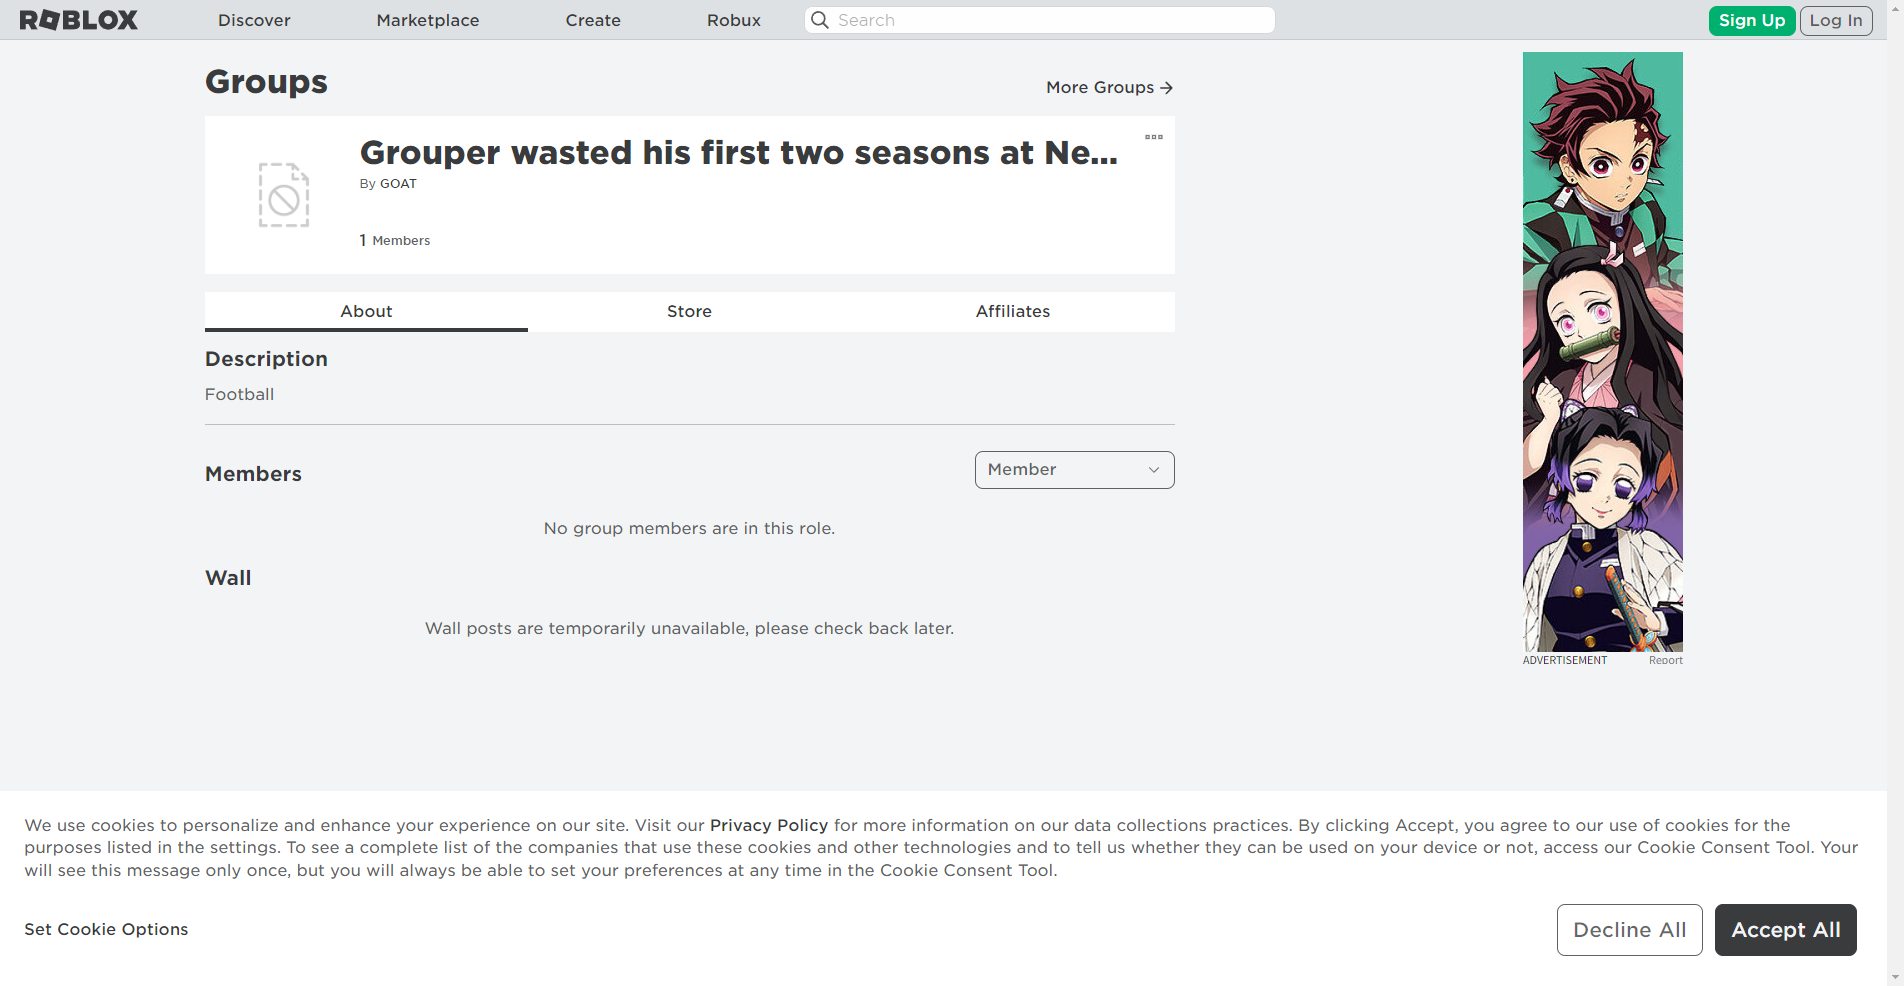 ROBLOX
Discover
Marketplace
Create
Robux
Search
Sign Up
Log In
Groups
More Groups
Grouper wasted his first two seasons at Ne...
By GOAT
1 Members
About
Store
Affiliates
Description
Football
Members
Member
No group members are in this role.
Wall
Wall posts are temporarily unavailable, please check back later.
ADVERTISEMENT
Report
We use cookies to personalize and enhance your experience on our site. Visit our Privacy Policy for more information on our data collections practices. By clicking Accept, you agree to our use of cookies for the
purposes listed in the settings. To see a complete list of the companies that use these cookies and other technologies and to tell us whether they can be used on your device or not, access our Cookie Consent Tool. Your
will see this message only once, but you will always be able to set your preferences at any time in the Cookie Consent Tool.
Set Cookie Options
Decline All
Accept All